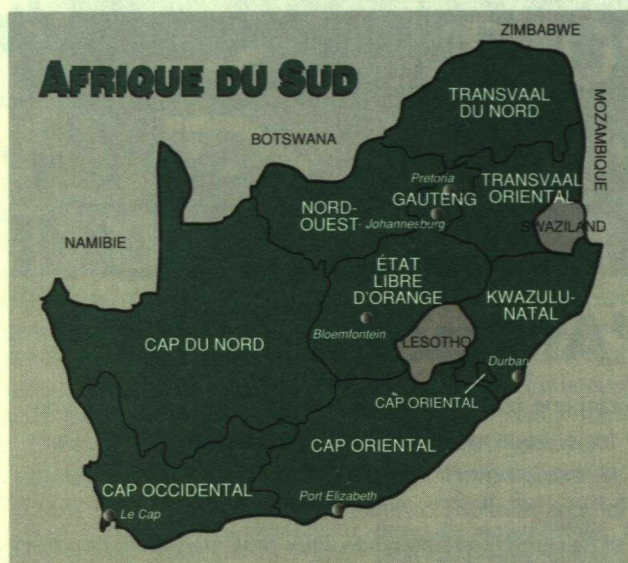 ZIMBABWE
AFRIQUE DU SUD
TRANSVAAL
DU NORD
MOZAMBIQUE
BOTSWANA
Pretoria
TRANSVAAL
ORIENTAL
GAUTENG
NORD-
OUEST
Johannesburg
SWAZILAND
NAMIBIE
ÉTAT
LIBRE
D'ORANGE
KWAZULU-
NATAL
Bloemfontein
CAP DU NORD
LESOTHO
Durban
CAP ORIENTAL
CAP ORIENTAL
CAP OCCIDENTAL
Port Elizabeth
Le Cap